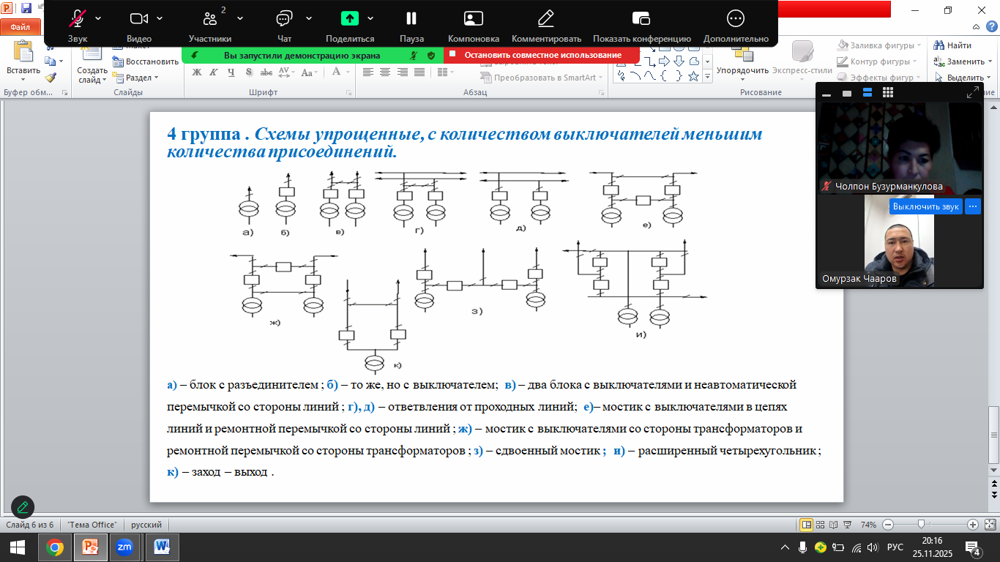 Файл
2
Звук
Видео
Участники
Чат
Поделиться
Пауза
Компоновка
Комментировать
Показать конференцию
Дополнительно
Вы запустили демонстрацию экрана
Остановить совместное использование
Вставить
Создать слайд
Восстановить
Раздел
Ж К Ч S abc AV Aa A
Преобразовать в SmartArt
Упорядочить
Экспресс-стили
Заливка фигуры
Контур фигуры
Эффекты фигур
Найти
Заменить
Выделить
Буфер обм...
Слайды
Шрифт
Абзац
Рисование
Чолпон Бузурманкулова
Выключить звук
Омурзак Чааров
4 группа . Схемы упрощенные, с количеством выключателей меньшим
количества присоединений.
а) б) в) г) д) е)
ж) з) и)
к)
а) – блок с разъединителем ; б) – то же, но с выключателем; в) – два блока с выключателями и неавтоматической
перемычкой со стороны линий ; г), д) – ответвления от проходных линий; е)– мостик с выключателями в цепях
линий и ремонтной перемычкой со стороны линий ; ж) – мостик с выключателями со стороны трансформаторов и
ремонтной перемычкой со стороны трансформаторов ; з) – сдвоенный мостик ; и) – расширенный четырехугольник ;
к) – заход – выход .
Слайд 6 из 6
"Тема Office"
русский
74%
zm
РУС
20:16
25.11.2025
4